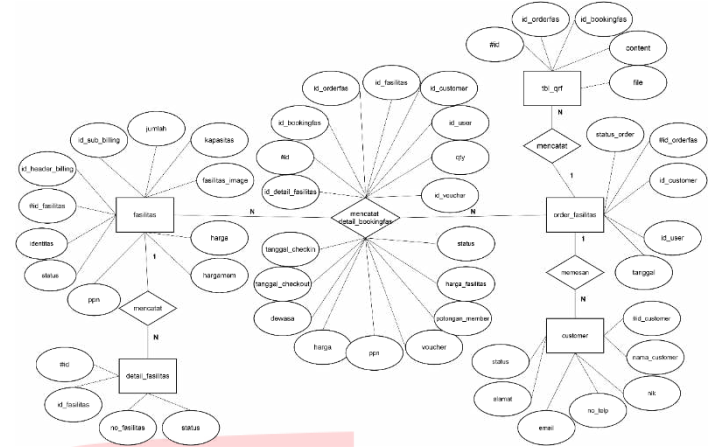 id_orderfas
id_bookingfas
#id
content
file
tbl_qrf
N
mencatat
1
id_orderfas
id_fasilitas
id_customer
id_bookingfas
id_user
#id
qty
id_detail_fasilitas
id_voucher
jumlah
id_sub_billing
kapasitas
id_header_billing
fasilitas_image
#id_fasilitas
fasilitas
N
identitas
harga
status
hargamem
ppn
1
mencatat
N
mencatat
detail_bookingfas
N
tanggal_checkin
status
tanggal_checkout
harga_fasilitas
dewasa
potongan_member
harga
ppn
voucher
status_order
#id_orderfas
id_customer
order_fasilitas
id_user
tanggal
1
memesan
N
#id_customer
customer
nama_customer
status
nik
alamat
no_telp
email
#id
detail_fasilitas
id_fasilitas
no_fasilitas
status